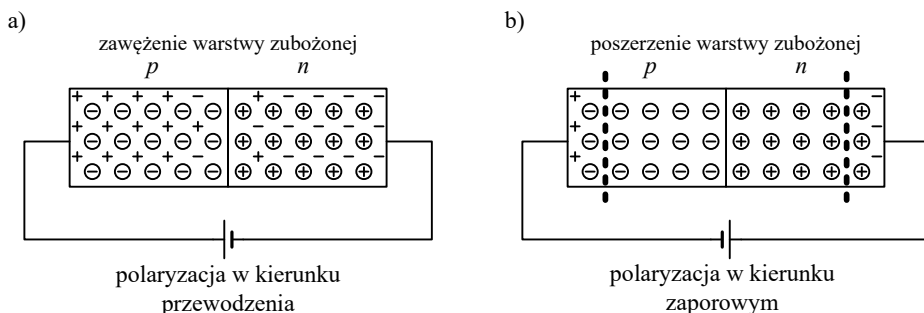 a)
zawężenie warstwy zubożonej
p n
polaryzacja w kierunku
przewodzenia
b)
poszerzenie warstwy zubożonej
p n
polaryzacja w kierunku
zaporowym